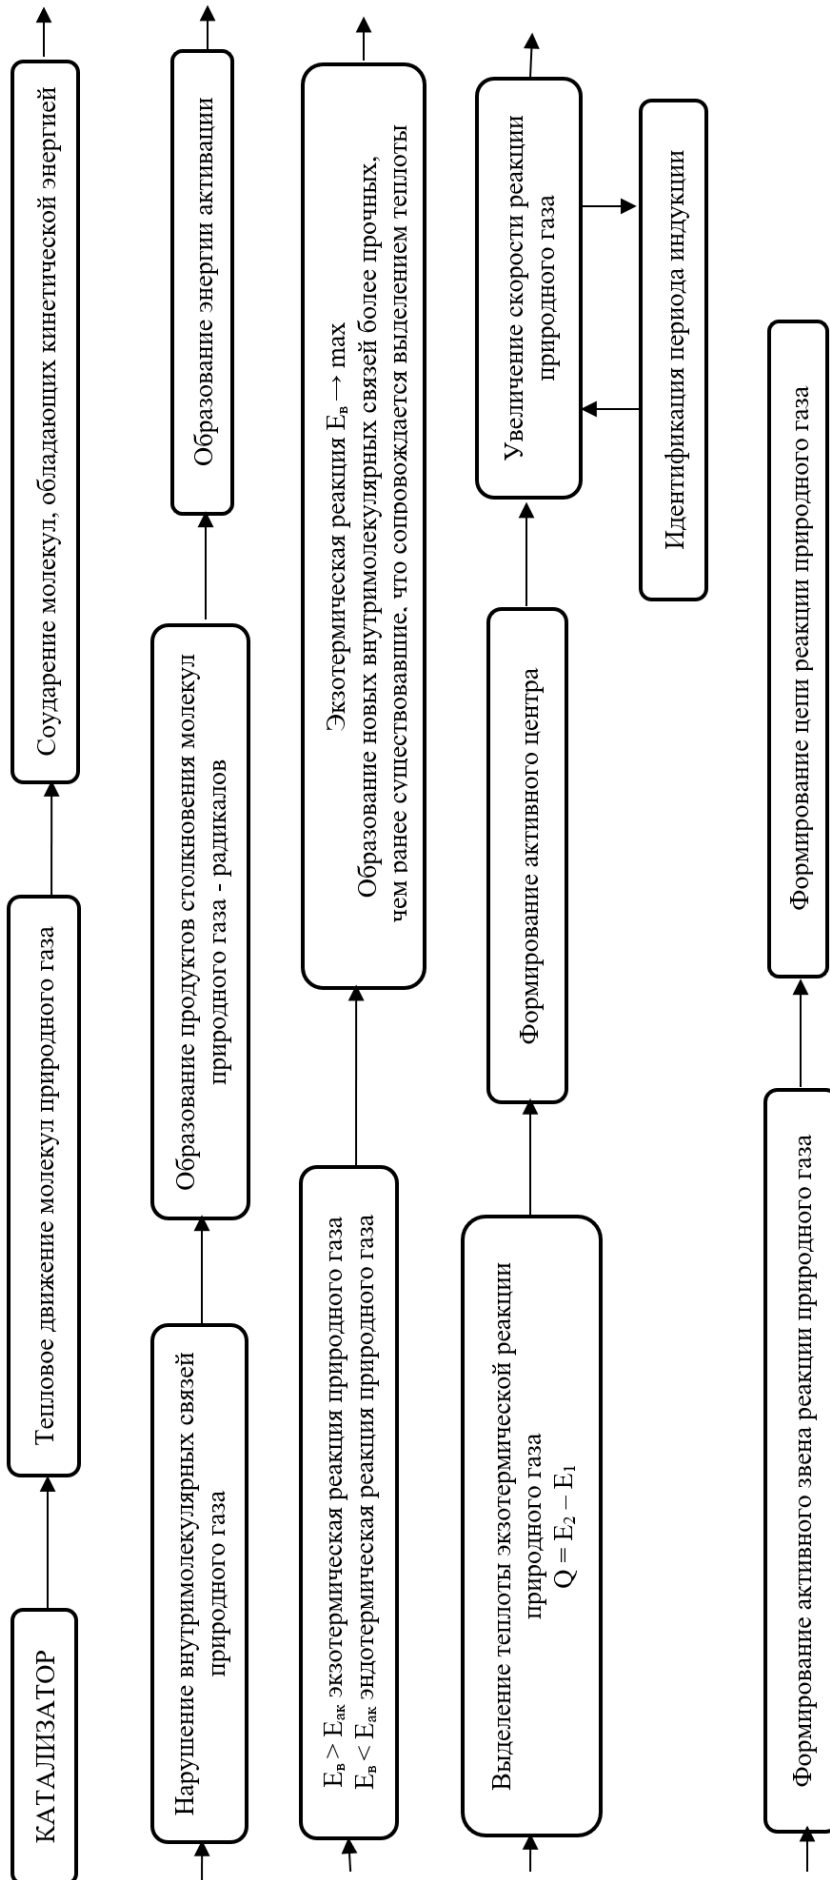 КАТАЛИЗАТОР
Тепловое движение молекул природного газа
Соударение молекул, обладающих кинетической энергией
Нарушение внутримолекулярных связей
природного газа
Образование продуктов столкновения молекул
природного газа - радикалов
Образование энергии активации
Eв > Eак экзотермическая реакция природного газа
Eв < Eак эндотермическая реакция природного газа
Экзотермическая реакция Eв → max
Образование новых внутримолекулярных связей более прочных,
чем ранее существовавшие, что сопровождается выделением теплоты
Выделение теплоты экзотермической реакции
природного газа
Q = E₂ – E₁
Формирование активного центра
Увеличение скорости реакции
природного газа
Идентификация периода индукции
Формирование активного звена реакции природного газа
Формирование цепи реакции природного газа